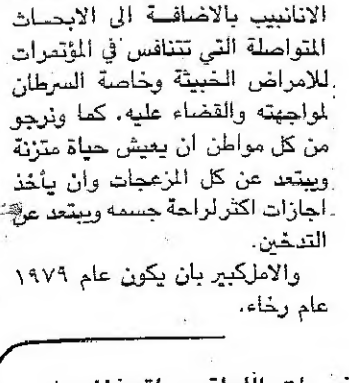 الانابيب بالاضافة الى الابحاث
المتواصلة التي تتنافس في المؤتمرات
للامراض الخبيثة وخاصة السرطان
لمواجهته والقضاء عليه. كما ونرجو
من كل مواطن ان يعيش حياة متزنة
ويبتعد عن كل المزعجات وان يأخذ
اجازات اكثر لراحة جسمه ويبتعد عن
التدخين.
والامل كبير بان يكون عام ١٩٧٩
عام رخاء.